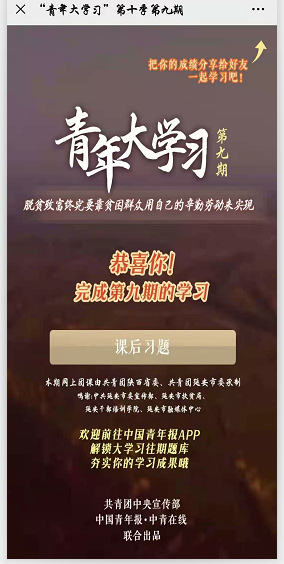 “青年大学习”第十季第九期
把你的成绩分享给好友
一起学习吧!
青年大学习
第九期
脱贫致富终究要靠贫困群众用自己的辛勤劳动来实现
恭喜你!
完成第九期的学习
课后习题
本期网上团课由共青团陕西省委、共青团延安市委录制
鸣谢:中共延安市委宣传部、延安市扶贫局、
延安干部培训学院、延安市融媒体中心
欢迎前往中国青年报APP
解锁大学习往期题库
夯实你的学习成果哦
共青团中央宣传部
中国青年报·中青在线
联合出品